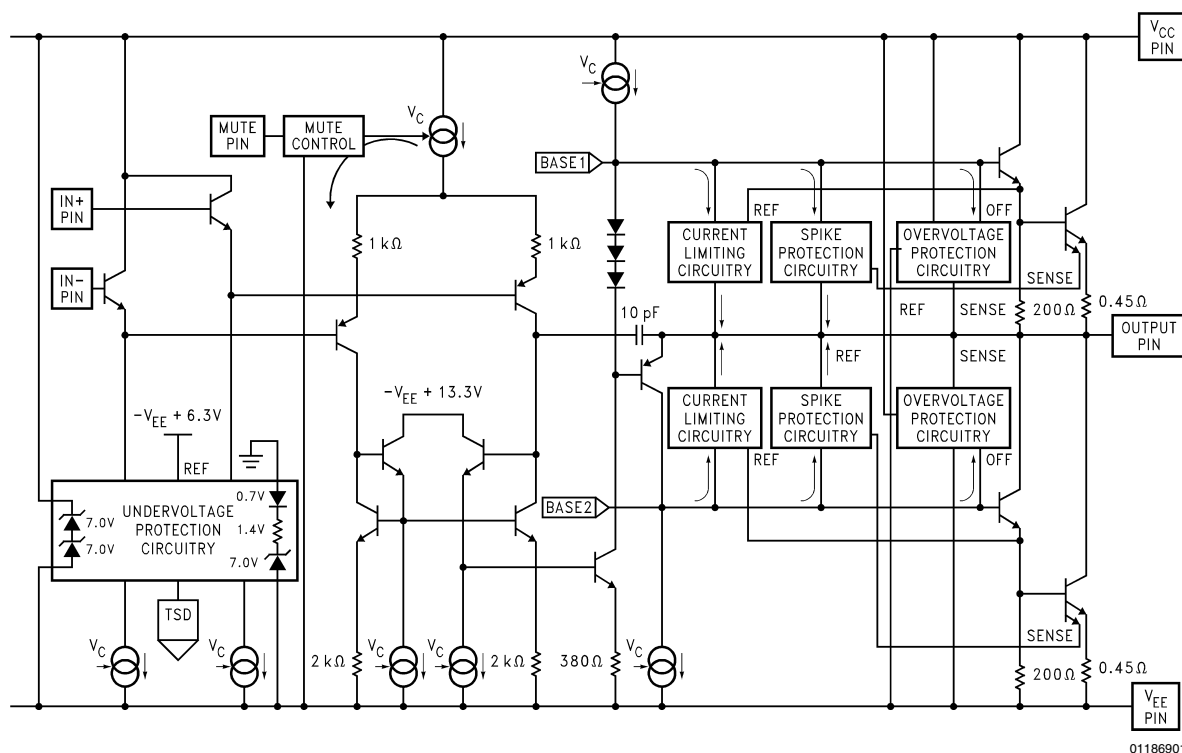 V_CC
PIN
V_C
V_C
MUTE
PIN
MUTE
CONTROL
BASE1
IN+
PIN
REF
OFF
1 kΩ
1 kΩ
CURRENT
LIMITING
CIRCUITRY
SPIKE
PROTECTION
CIRCUITRY
OVERVOLTAGE
PROTECTION
CIRCUITRY
IN-
PIN
SENSE
10 pF
REF
SENSE
200Ω
0.45Ω
OUTPUT
PIN
REF
SENSE
-V_EE + 13.3V
CURRENT
LIMITING
CIRCUITRY
SPIKE
PROTECTION
CIRCUITRY
OVERVOLTAGE
PROTECTION
CIRCUITRY
-V_EE + 6.3V
REF
REF
OFF
0.7V
BASE2
UNDERVOLTAGE
PROTECTION
CIRCUITRY
7.0V
7.0V
1.4V
7.0V
TSD
V_C
V_C
2 kΩ
V_C
V_C
2 kΩ
380Ω
V_C
SENSE
200Ω
0.45Ω
V_EE
PIN
01186901